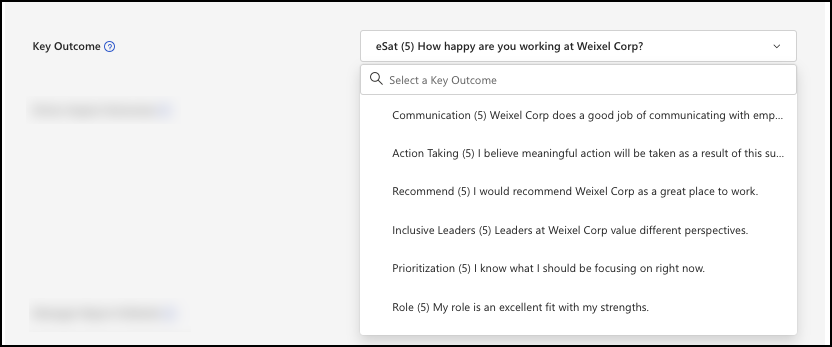 Key Outcome
eSat (5) How happy are you working at Weixel Corp?
Select a Key Outcome
Communication (5) Weixel Corp does a good job of communicating with emp...
Action Taking (5) I believe meaningful action will be taken as a result of this su...
Recommend (5) I would recommend Weixel Corp as a great place to work.
Inclusive Leaders (5) Leaders at Weixel Corp value different perspectives.
Prioritization (5) I know what I should be focusing on right now.
Role (5) My role is an excellent fit with my strengths.